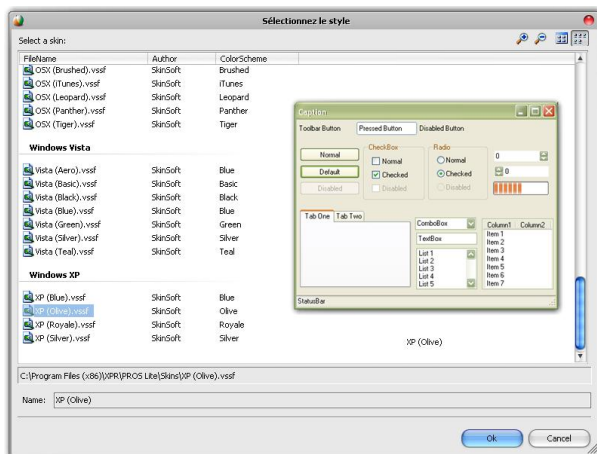 Sélectionnez le style
Select a skin:
FileName Author ColorScheme
OSX (Brushed).vssf SkinSoft Brushed
OSX (iTunes).vssf SkinSoft iTunes
OSX (Leopard).vssf SkinSoft Leopard
OSX (Panther).vssf SkinSoft Panther
OSX (Tiger).vssf SkinSoft Tiger
Windows Vista
Vista (Aero).vssf SkinSoft Blue
Vista (Basic).vssf SkinSoft Basic
Vista (Black).vssf SkinSoft Black
Vista (Blue).vssf SkinSoft Blue
Vista (Green).vssf SkinSoft Green
Vista (Silver).vssf SkinSoft Silver
Vista (Teal).vssf SkinSoft Teal
Windows XP
XP (Blue).vssf SkinSoft Blue
XP (Olive).vssf SkinSoft Olive
XP (Royale).vssf SkinSoft Royale
XP (Silver).vssf SkinSoft Silver
Caption
Toolbar Button Pressed Button Disabled Button
CheckBox Radio
Normal Normal Normal 0
Default Checked Checked 0
Disabled Disabled Disabled
Tab One Tab Two
ComboBox Column1 Column2
TextBox
List 1
List 2
List 3
List 4
List 5
Item 1
Item 2
Item 3
Item 4
Item 5
Item 6
Item 7
StatusBar
XP (Olive)
C:\Program Files (x86)\XPR\PROS Lite\Skins\XP (Olive).vssf
Name: XP (Olive)
Ok Cancel